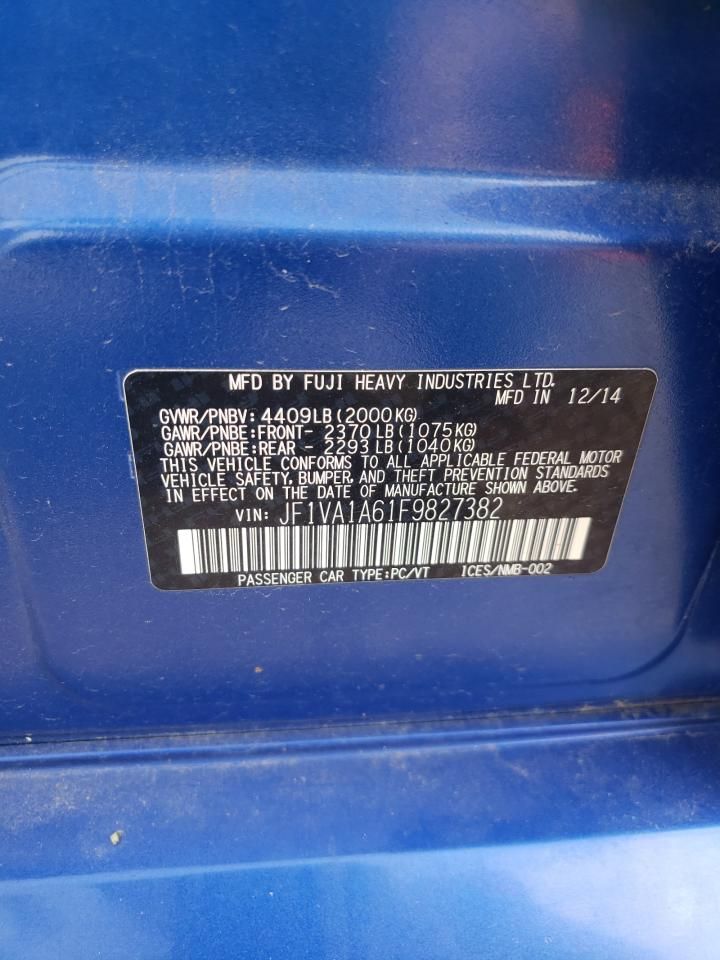 MFD BY FUJI HEAVY INDUSTRIES LTD.
MFD IN 12/14
GVWR/PNBV: 4409LB (2000KG)
GAWR/PNBE:FRONT- 2370LB (1075KG)
GAWR/PNBE:REAR - 2293LB (1040KG)
THIS VEHICLE CONFORMS TO ALL APPLICABLE FEDERAL MOTOR
VEHICLE SAFETY, BUMPER, AND THEFT PREVENTION STANDARDS
IN EFFECT ON THE DATE OF MANUFACTURE SHOWN ABOVE.
VIN: JF1VA1A61F9827382
PASSENGER CAR TYPE:PC/VT ICES/NMB-002